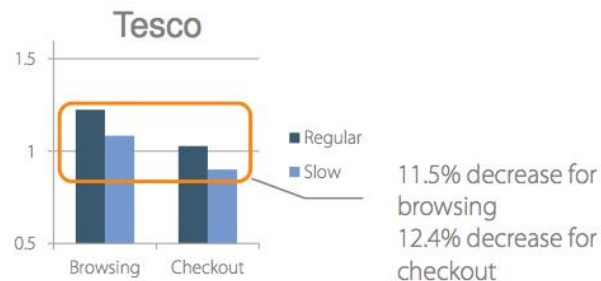 Tesco
1.5
1
0.5
Browsing
Checkout
Regular
Slow
11.5% decrease for
browsing
12.4% decrease for
checkout